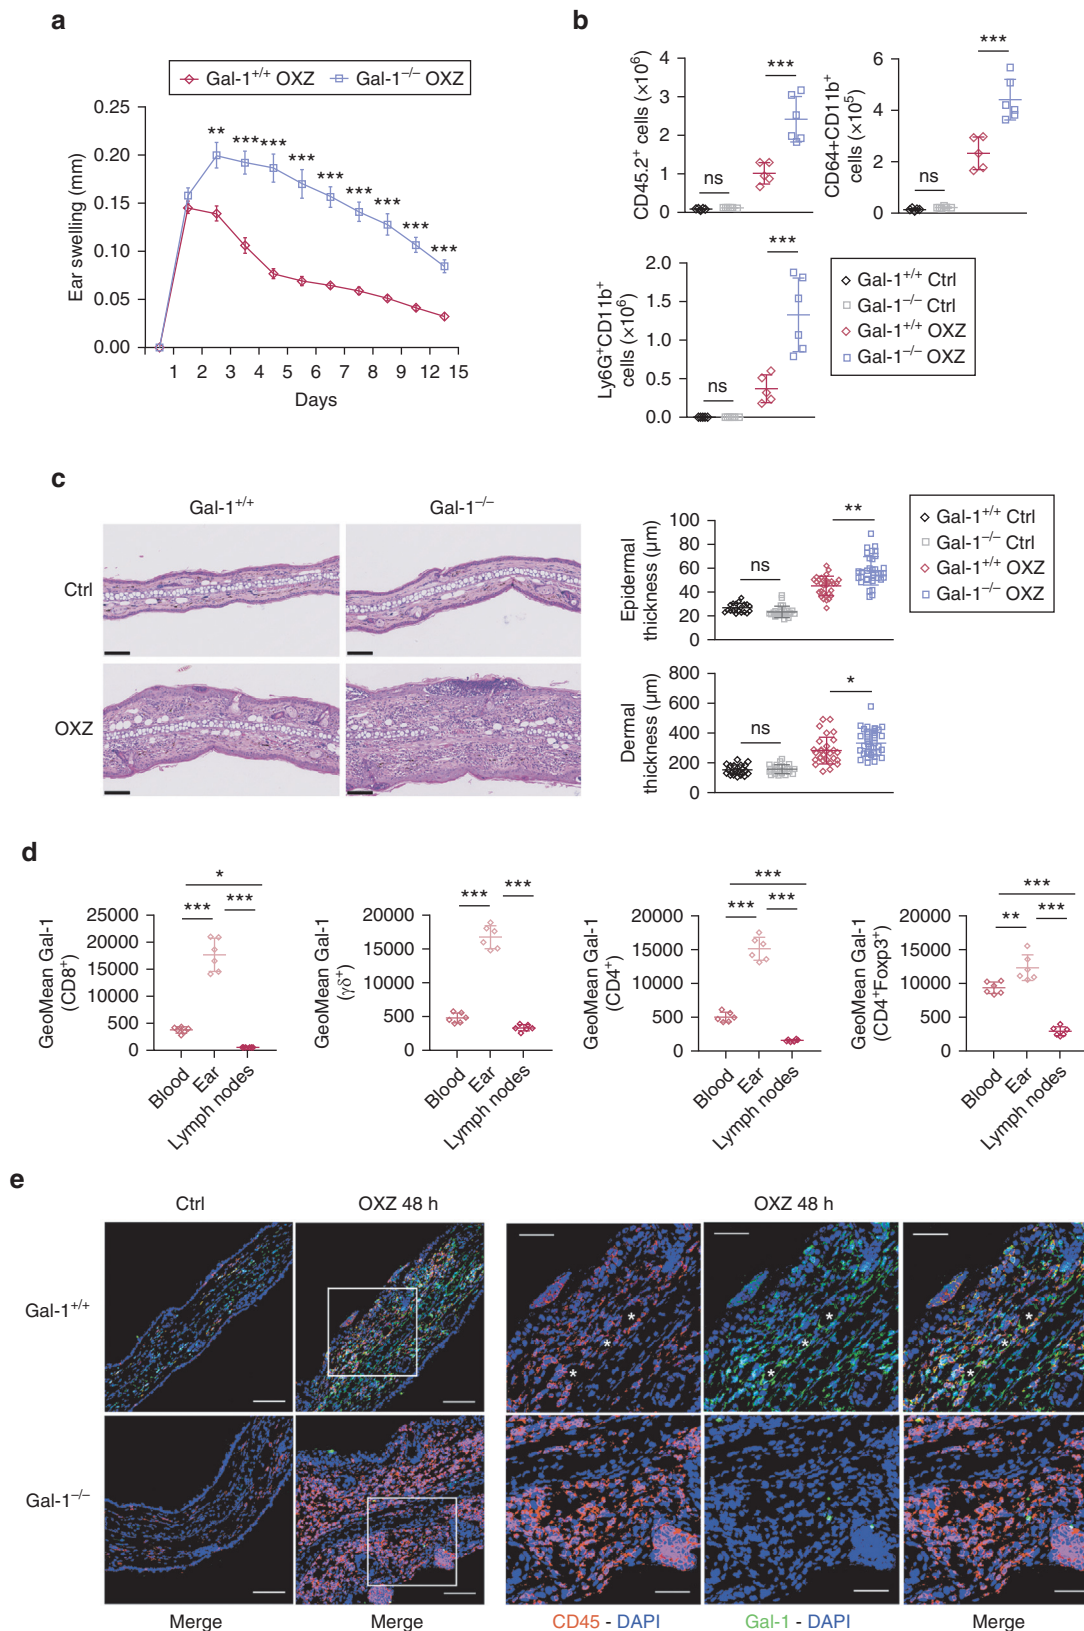 a
Gal-1+/+ OXZ
Gal-1−/− OXZ
0.25
0.20
0.15
0.10
0.05
0.00
Ear swelling (mm)
** *** *** *** *** *** *** *** ***
1 2 3 4 5 6 7 8 9 12 15
Days
b
CD45.2+ cells (×10⁶)
4
3
2
1
0
ns
***
CD64+CD11b+
cells (×10⁵)
6
4
2
0
ns
***
Ly6G+CD11b+
cells (×10⁶)
2.0
1.5
1.0
0.5
0.0
ns
***
Gal-1+/+ Ctrl
Gal-1−/− Ctrl
Gal-1+/+ OXZ
Gal-1−/− OXZ
c
Gal-1+/+
Gal-1−/−
Ctrl
OXZ
Epidermal
thickness (μm)
100
80
60
40
20
0
ns
**
Dermal
thickness (μm)
800
600
400
200
0
ns
*
Gal-1+/+ Ctrl
Gal-1−/− Ctrl
Gal-1+/+ OXZ
Gal-1−/− OXZ
d
GeoMean Gal-1
(CD8+)
25000
20000
15000
10000
500
0
*
*** ***
Blood
Ear
Lymph nodes
GeoMean Gal-1
(γδ+)
20000
15000
10000
500
0
*** ***
Blood
Ear
Lymph nodes
GeoMean Gal-1
(CD4+)
20000
15000
10000
500
0
***
*** ***
Blood
Ear
Lymph nodes
GeoMean Gal-1
(CD4+Foxp3+)
20000
15000
10000
5000
0
***
** ***
Blood
Ear
Lymph nodes
e
Ctrl
OXZ 48 h
OXZ 48 h
Gal-1+/+
* * *
* * *
* * *
Gal-1−/−
Merge
Merge
CD45 - DAPI
Gal-1 - DAPI
Merge